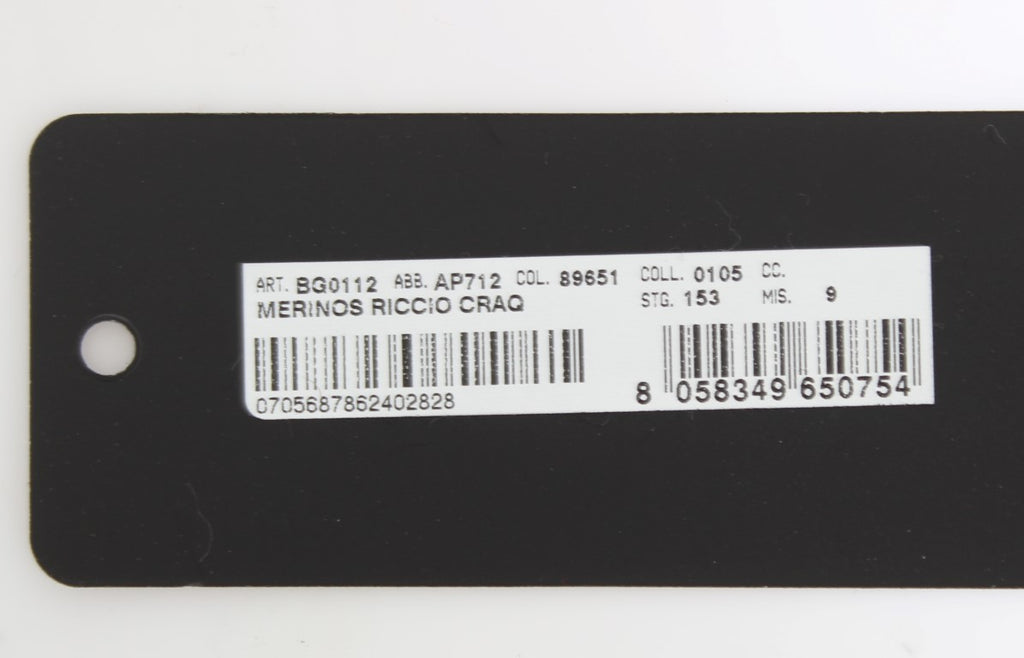 ART. BG0112 ABB. AP712 COL. 89651 COLL. 0105 CC.
MERINOS RICCIO CRAQ STG. 153 MIS. 9
0705687862402828
8 058349 650754